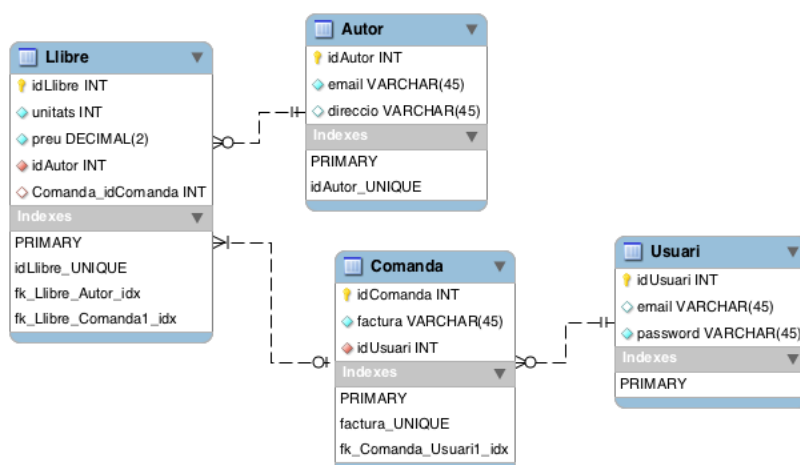 Llibre
idLlibre INT
unitats INT
preu DECIMAL(2)
idAutor INT
Comanda_idComanda INT
Indexes
PRIMARY
idLlibre_UNIQUE
fk_Llibre_Autor_idx
fk_Llibre_Comanda1_idx
Autor
idAutor INT
email VARCHAR(45)
direccio VARCHAR(45)
Indexes
PRIMARY
idAutor_UNIQUE
Comanda
idComanda INT
factura VARCHAR(45)
idUsuari INT
Indexes
PRIMARY
factura_UNIQUE
fk_Comanda_Usuari1_idx
Usuari
idUsuari INT
email VARCHAR(45)
password VARCHAR(45)
Indexes
PRIMARY